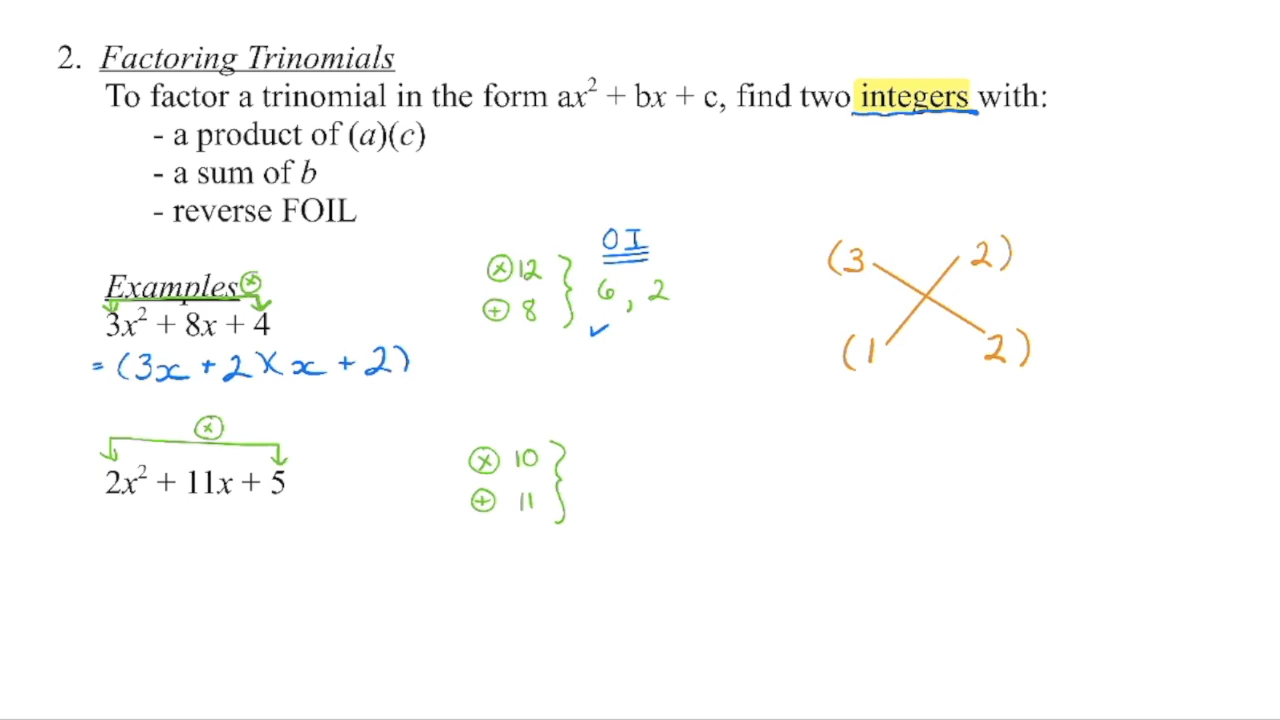 2. Factoring Trinomials
To factor a trinomial in the form ax² + bx + c, find two integers with:
- a product of (a)(c)
- a sum of b
- reverse FOIL
O I
Examples ⊗
⊗ 12
⊕ 8
6, 2
✓
(3 2)
(1 2)
3x² + 8x + 4
= (3x + 2)(x + 2)
⊗
2x² + 11x + 5
⊗ 10
⊕ 11